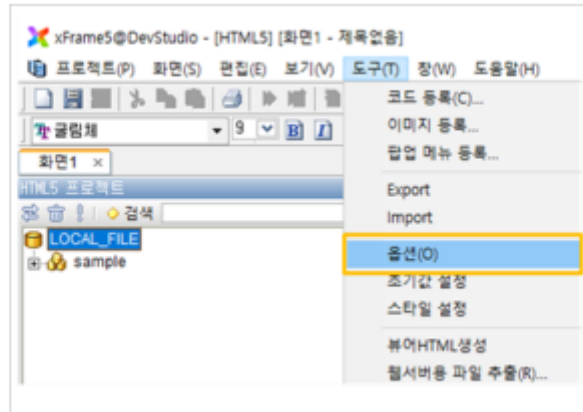 xFrame5@DevStudio - [HTML5] [화면1 - 제목없음]
프로젝트(P) 화면(S) 편집(E) 보기(V) 도구(T) 창(W) 도움말(H)
코드 등록(C)...
굴림체 9 B I
이미지 등록...
팝업 메뉴 등록...
화면1 ×
HTML5 프로젝트
Export
검색
Import
LOCAL_FILE
옵션(O)
sample
초기값 설정
스타일 설정
뷰어HTML생성
웹서버용 파일 추출(R)...